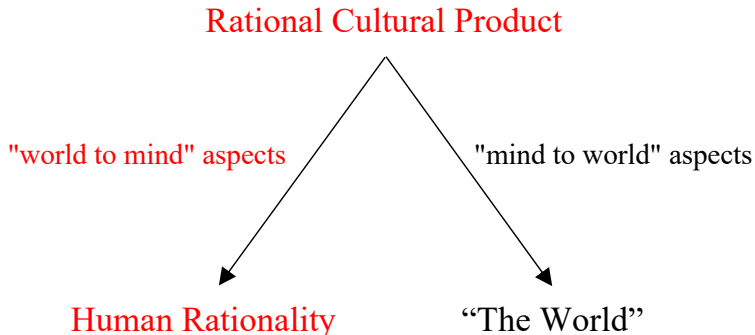 Rational Cultural Product
"world to mind" aspects
"mind to world" aspects
Human Rationality
“The World”